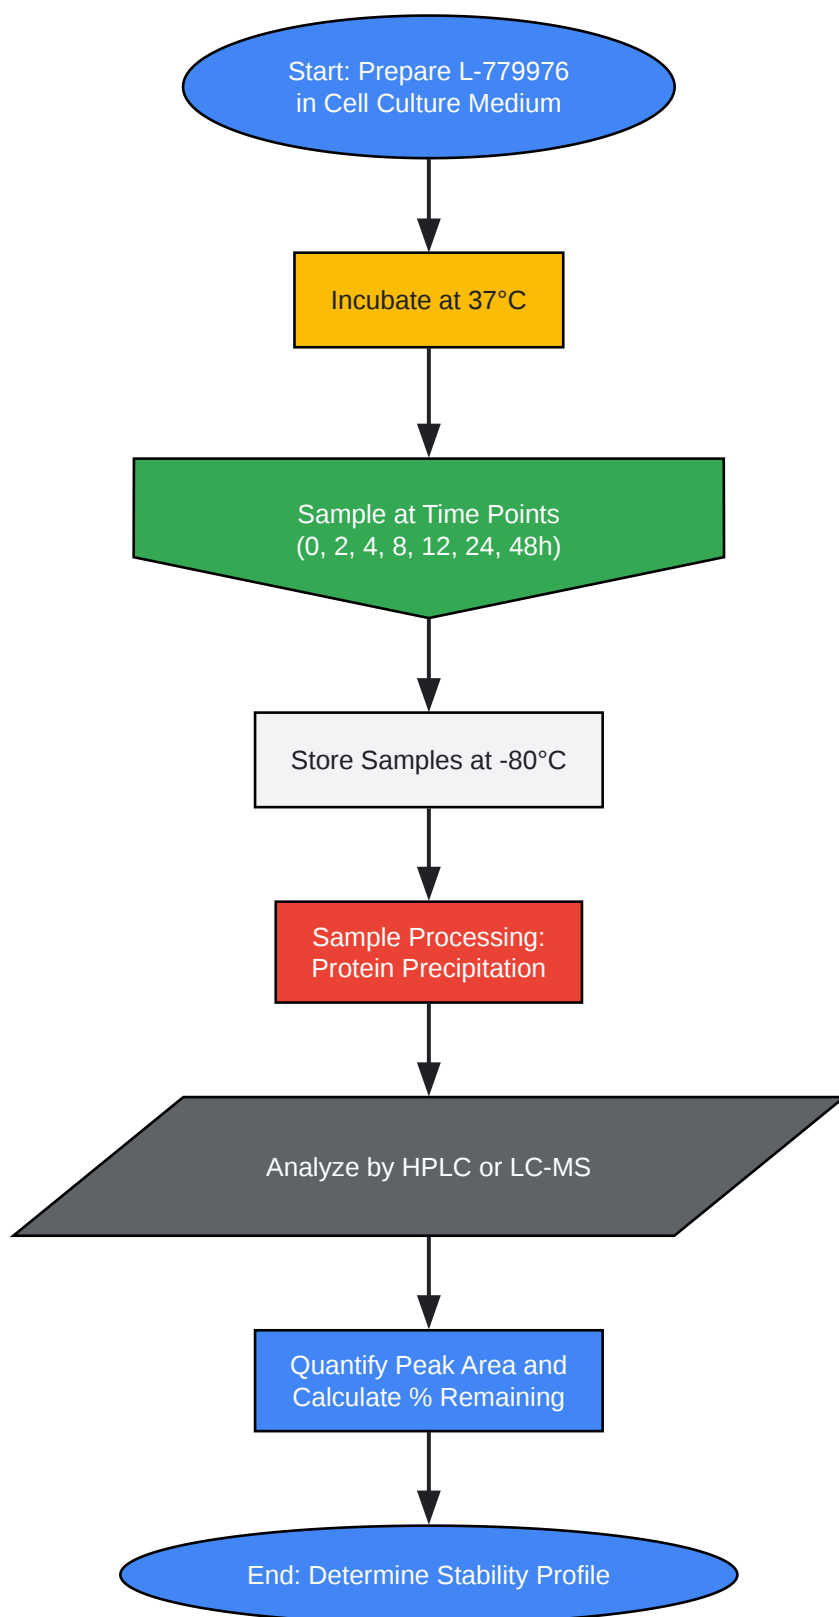 Start: Prepare L-779976
in Cell Culture Medium
Incubate at 37°C
Sample at Time Points
(0, 2, 4, 8, 12, 24, 48h)
Store Samples at -80°C
Sample Processing:
Protein Precipitation
Analyze by HPLC or LC-MS
Quantify Peak Area and
Calculate % Remaining
End: Determine Stability Profile